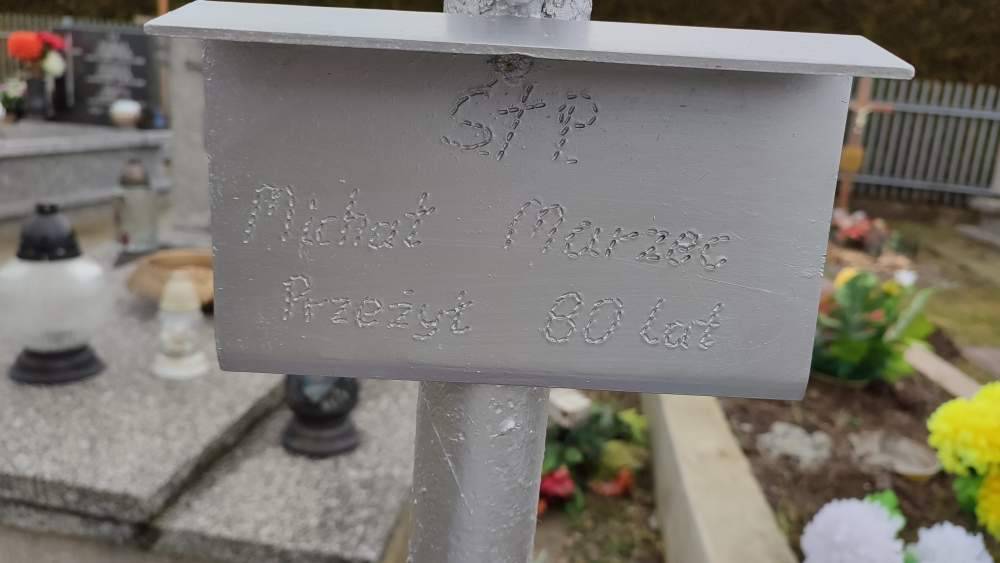 Ś†P
Michał Marzec
Przeżył 80 lat